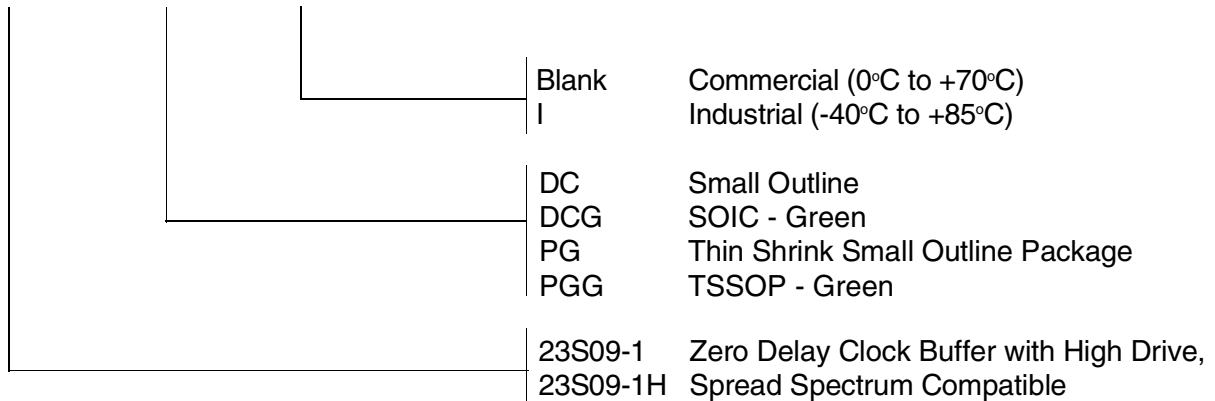 Blank Commercial (0°C to +70°C)
I Industrial (-40°C to +85°C)
DC Small Outline
DCG SOIC - Green
PG Thin Shrink Small Outline Package
PGG TSSOP - Green
23S09-1 Zero Delay Clock Buffer with High Drive,
23S09-1H Spread Spectrum Compatible